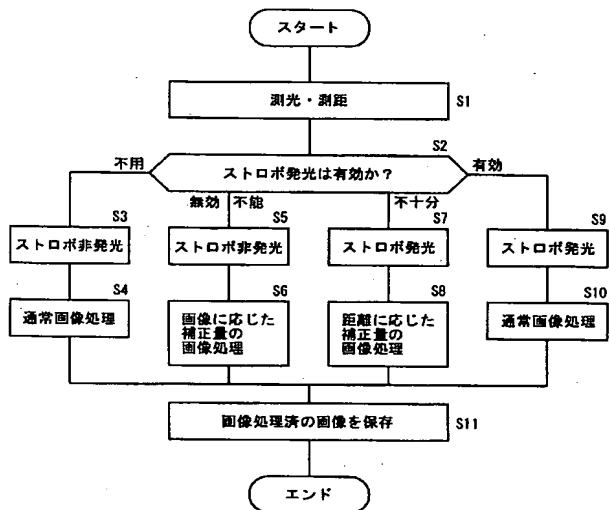 スタート
測光・測距
S1
S2
ストロボ発光は有効か?
不用
無効 不能
不十分
有効
S3
ストロボ非発光
S5
ストロボ非発光
S7
ストロボ発光
S9
ストロボ発光
S4
通常画像処理
S6
画像に応じた
補正量の
画像処理
S8
距離に応じた
補正量の
画像処理
S10
通常画像処理
画像処理済の画像を保存
S11
エンド